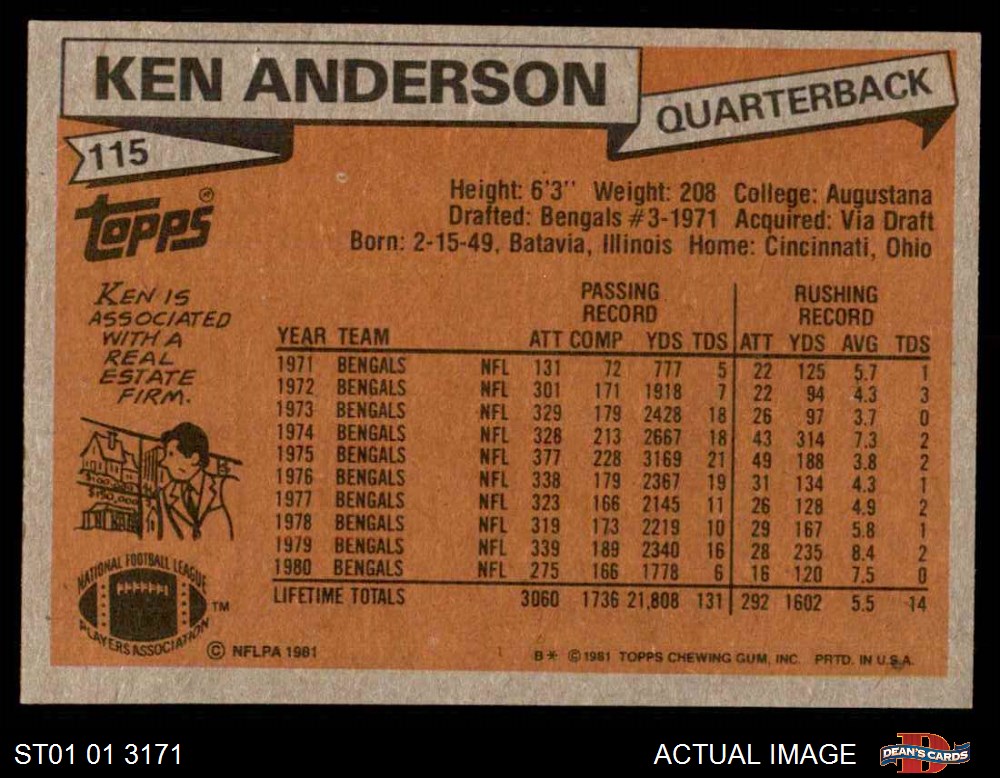 KEN ANDERSON
QUARTERBACK
115
Topps®
Height: 6'3" Weight: 208 College: Augustana
Drafted: Bengals #3-1971 Acquired: Via Draft
Born: 2-15-49, Batavia, Illinois Home: Cincinnati, Ohio
KEN IS
ASSOCIATED
WITH A
REAL
ESTATE
FIRM.
$100,000
$150,000
PASSING RECORD RUSHING RECORD
YEAR TEAM ATT COMP YDS TDS ATT YDS AVG TDS
1971 BENGALS NFL 131 72 777 5 22 125 5.7 1
1972 BENGALS NFL 301 171 1918 7 22 94 4.3 3
1973 BENGALS NFL 329 179 2428 18 26 97 3.7 0
1974 BENGALS NFL 328 213 2667 18 43 314 7.3 2
1975 BENGALS NFL 377 228 3169 21 49 188 3.8 2
1976 BENGALS NFL 338 179 2367 19 31 134 4.3 1
1977 BENGALS NFL 323 166 2145 11 26 128 4.9 2
1978 BENGALS NFL 319 173 2219 10 29 167 5.8 1
1979 BENGALS NFL 339 189 2340 16 28 235 8.4 2
1980 BENGALS NFL 275 166 1778 6 16 120 7.5 0
LIFETIME TOTALS 3060 1736 21,808 131 292 1602 5.5 14
NATIONAL FOOTBALL LEAGUE
PLAYERS ASSOCIATION
TM
© NFLPA 1981
B* © 1981 TOPPS CHEWING GUM, INC. PRTD. IN U.S.A.
ST01 01 3171
ACTUAL IMAGE
D
DEAN'S CARDS